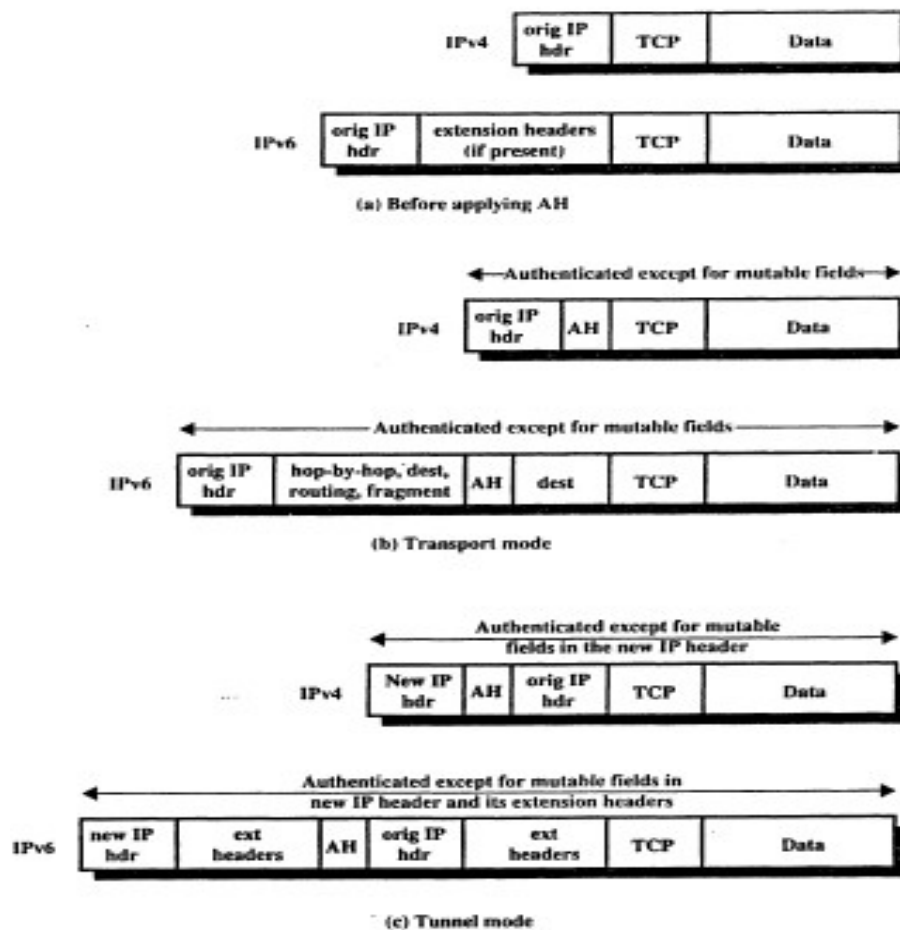 IPv4
orig IP
hdr
TCP
Data
IPv6
orig IP
hdr
extension headers
(if present)
TCP
Data
(a) Before applying AH
Authenticated except for mutable fields
IPv4
orig IP
hdr
AH
TCP
Data
Authenticated except for mutable fields
IPv6
orig IP
hdr
hop-by-hop, dest,
routing, fragment
AH
dest
TCP
Data
(b) Transport mode
Authenticated except for mutable
fields in the new IP header
IPv4
New IP
hdr
AH
orig IP
hdr
TCP
Data
Authenticated except for mutable fields in
new IP header and its extension headers
IPv6
new IP
hdr
ext
headers
AH
orig IP
hdr
ext
headers
TCP
Data
(c) Tunnel mode